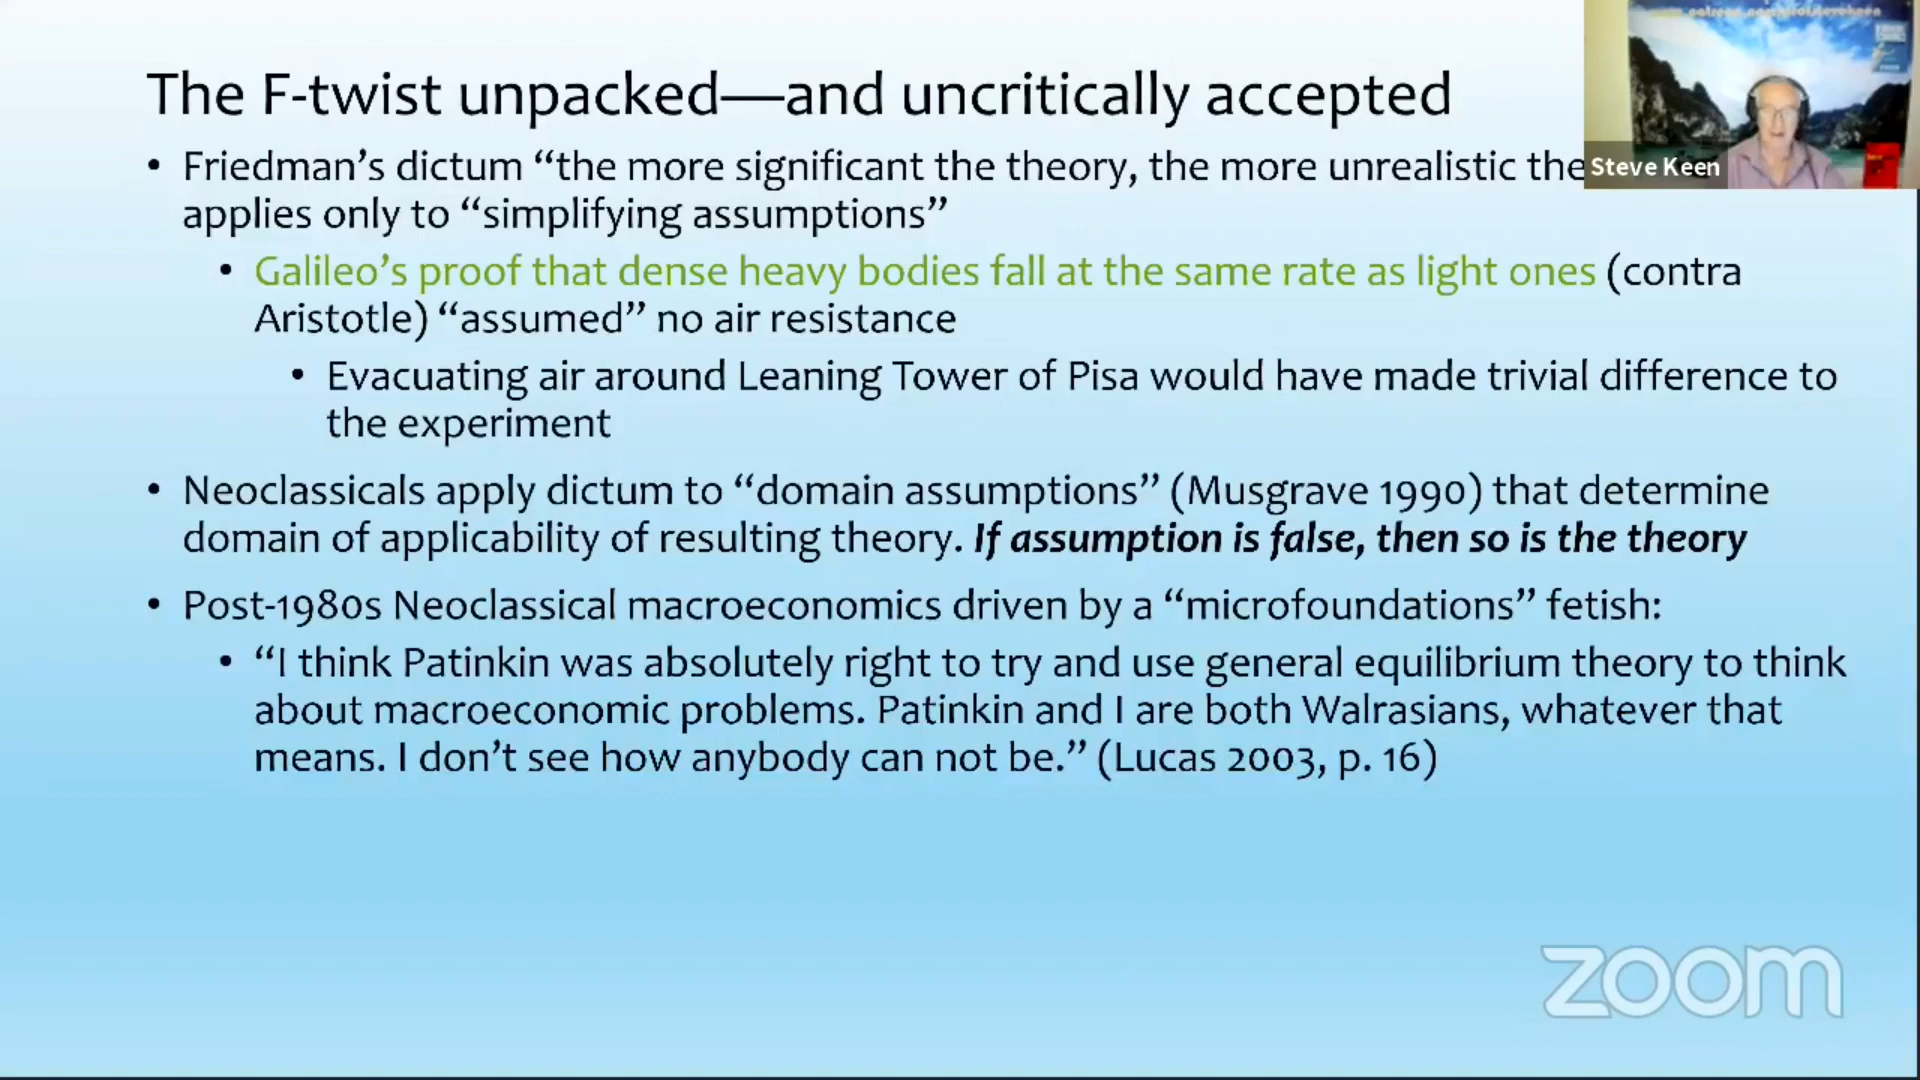 The F-twist unpacked—and uncritically accepted
• Friedman’s dictum “the more significant the theory, the more unrealistic the
applies only to “simplifying assumptions”
• Galileo’s proof that dense heavy bodies fall at the same rate as light ones (contra
Aristotle) “assumed” no air resistance
• Evacuating air around Leaning Tower of Pisa would have made trivial difference to
the experiment
• Neoclassicals apply dictum to “domain assumptions” (Musgrave 1990) that determine
domain of applicability of resulting theory. If assumption is false, then so is the theory
• Post-1980s Neoclassical macroeconomics driven by a “microfoundations” fetish:
• “I think Patinkin was absolutely right to try and use general equilibrium theory to think
about macroeconomic problems. Patinkin and I are both Walrasians, whatever that
means. I don’t see how anybody can not be.” (Lucas 2003, p. 16)
Steve Keen
zoom